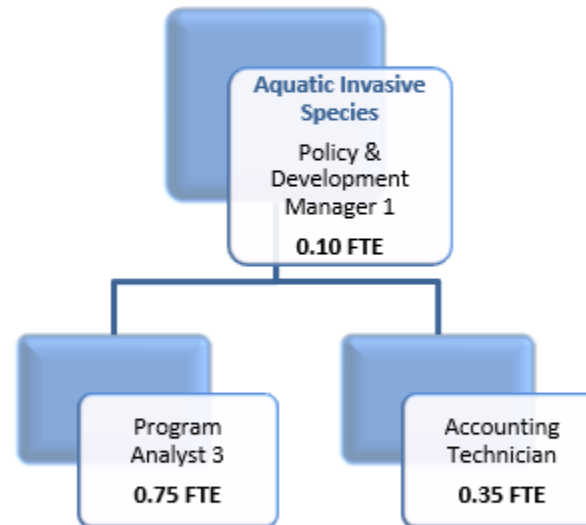 Aquatic Invasive
Species
Policy &
Development
Manager 1
0.10 FTE
Program
Analyst 3
0.75 FTE
Accounting
Technician
0.35 FTE